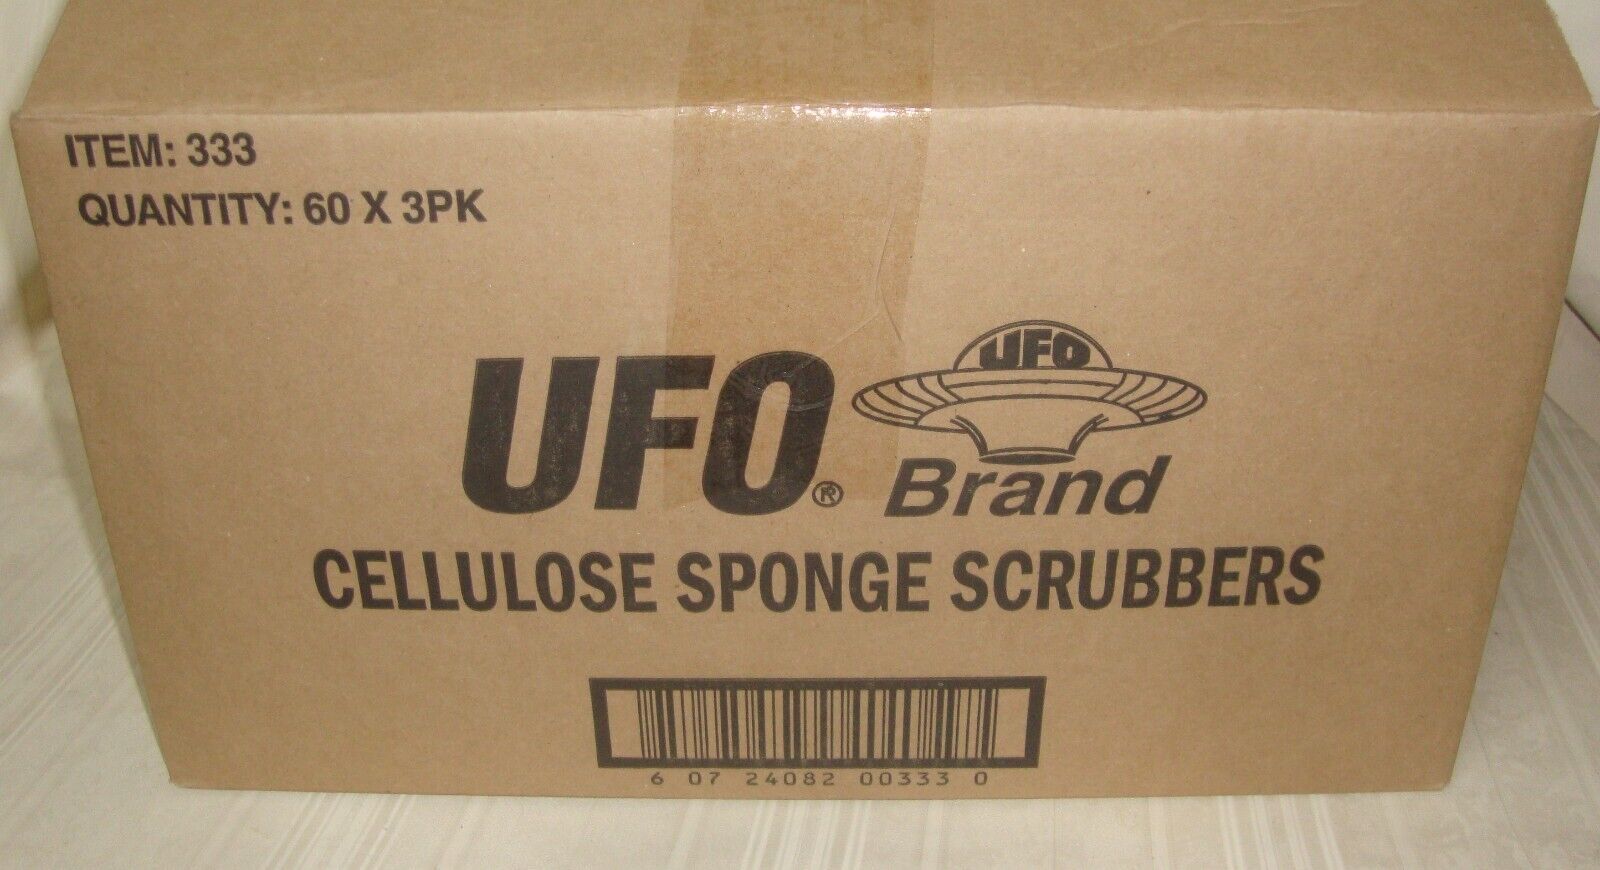 ITEM: 333
QUANTITY: 60 X 3PK
UFO® UFO
Brand
CELLULOSE SPONGE SCRUBBERS
6 07 24082 00333 0